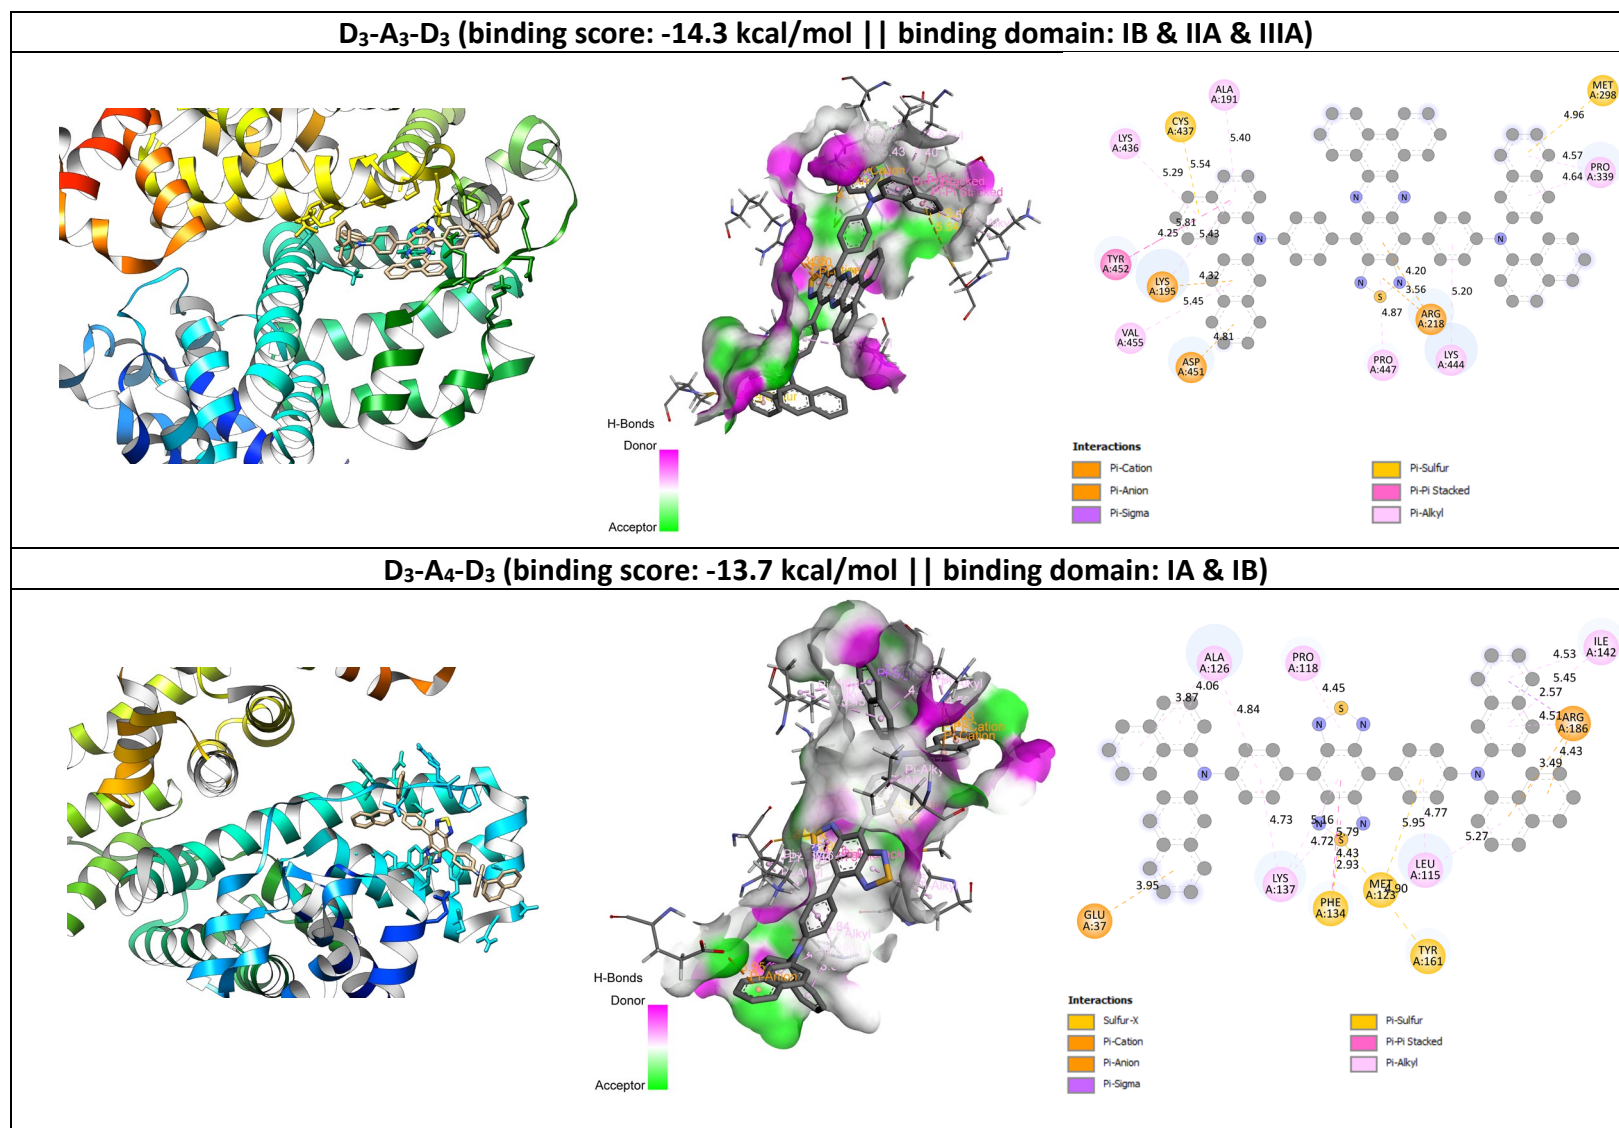 D₃-A₃-D₃ (binding score: -14.3 kcal/mol || binding domain: IB & IIA & IIIA)
H-Bonds
Donor
Acceptor
MET A:298
ALA A:191
CYS A:437
LYS A:436
PRO A:339
TYR A:452
LYS A:195
VAL A:455
ASP A:451
ARG A:218
PRO A:447
LYS A:444
4.96
5.40
5.54
4.57
4.64
5.29
5.81
4.25
5.43
4.32
5.45
4.81
4.20
3.56
5.20
4.87
N N
N N
N N
S
Interactions
Pi-Cation
Pi-Anion
Pi-Sigma
Pi-Sulfur
Pi-Pi Stacked
Pi-Alkyl
D₃-A₄-D₃ (binding score: -13.7 kcal/mol || binding domain: IA & IB)
H-Bonds
Donor
Acceptor
ILE A:142
ALA A:126
PRO A:118
ARG A:186
LYS A:137
LEU A:115
MET A:123
PHE A:134
GLU A:37
TYR A:161
4.53
5.45
2.57
4.51
4.43
3.49
4.06
3.87
4.84
4.45
4.73
5.16
4.72
5.79
4.43
2.93
5.95
4.77
5.27
3.95
S
N N
N N
N N
S
Interactions
Sulfur-X
Pi-Cation
Pi-Anion
Pi-Sigma
Pi-Sulfur
Pi-Pi Stacked
Pi-Alkyl